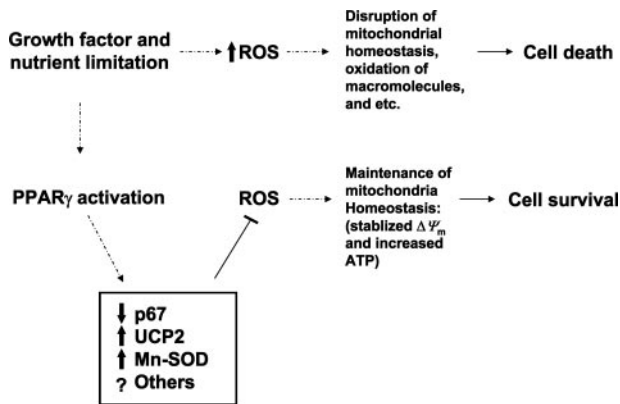 Growth factor and
nutrient limitation
ROS
Disruption of
mitochondrial
homeostasis,
oxidation of
macromolecules,
and etc.
Cell death
PPARγ activation
ROS
Maintenance of
mitochondria
Homeostasis:
(stablized ΔΨm
and increased
ATP)
Cell survival
p67
UCP2
Mn-SOD
? Others